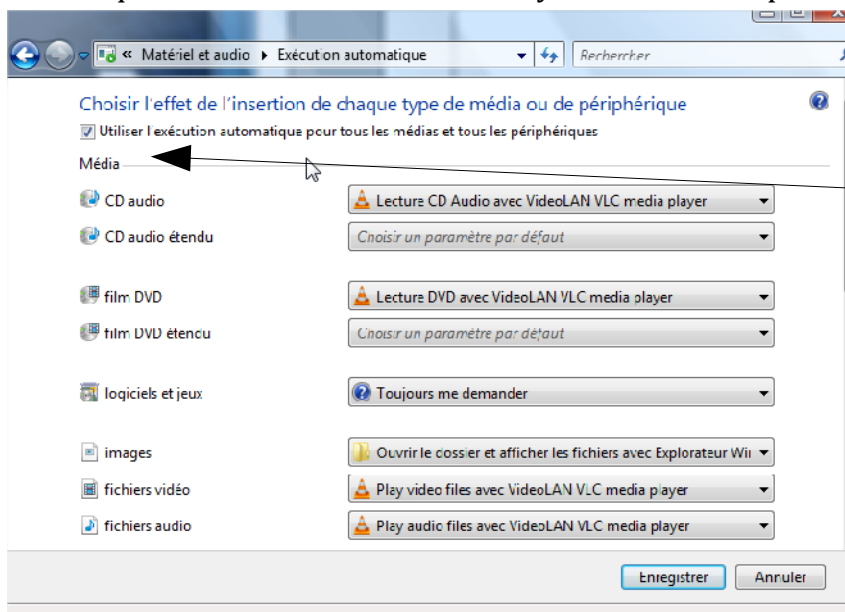 « Matériel et audio ▸ Exécution automatique Rechercher
Choisir l'effet de l'insertion de chaque type de média ou de périphérique
Utiliser l'exécution automatique pour tous les médias et tous les périphériques
Média
CD audio Lecture CD Audio avec VideoLAN VLC media player
CD audio étendu Choisir un paramètre par défaut
film DVD Lecture DVD avec VideoLAN VLC media player
film DVD étendu Choisir un paramètre par défaut
logiciels et jeux Toujours me demander
images Ouvrir le dossier et afficher les fichiers avec Explorateur Wi
fichiers vidéo Play video files avec VideoLAN VLC media player
fichiers audio Play audio files avec VideoLAN VLC media player
Enregistrer Annuler